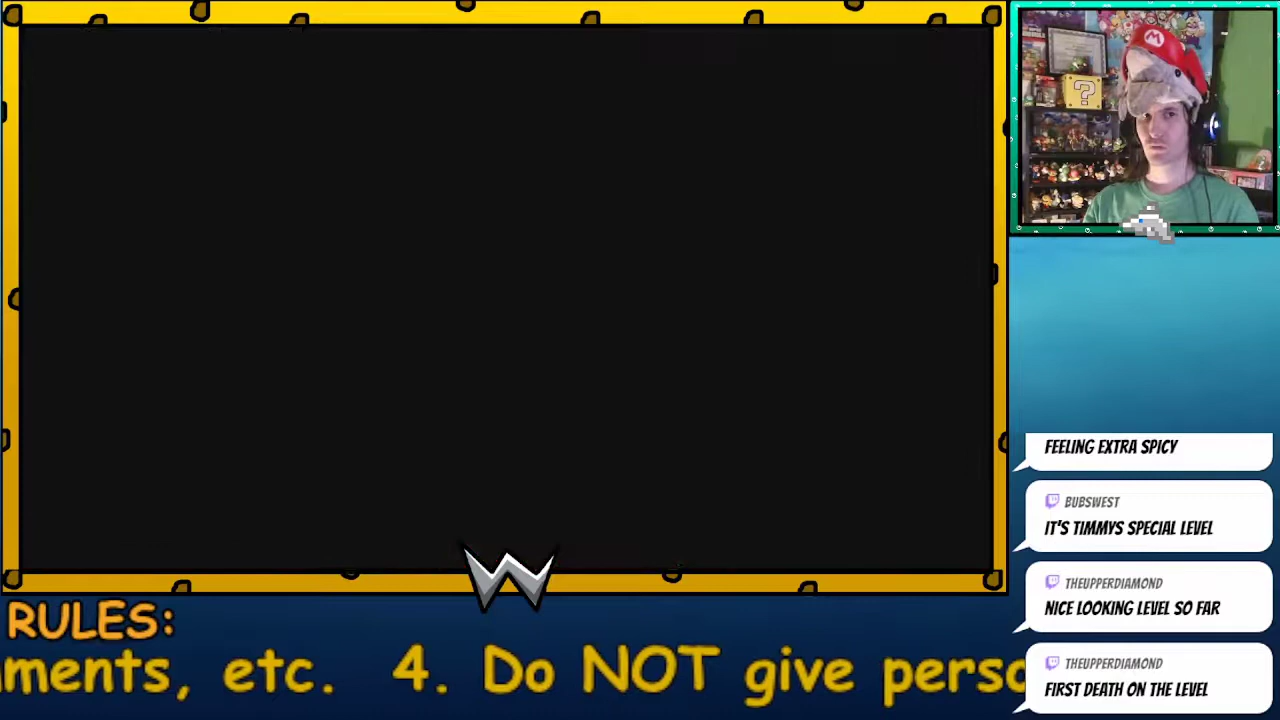 M
?
FEELING EXTRA SPICY
BUBSWEST
IT'S TIMMYS SPECIAL LEVEL
THEUPPERDIAMOND
NICE LOOKING LEVEL SO FAR
THEUPPERDIAMOND
FIRST DEATH ON THE LEVEL
W
RULES:
ments, etc. 4. Do NOT give perso